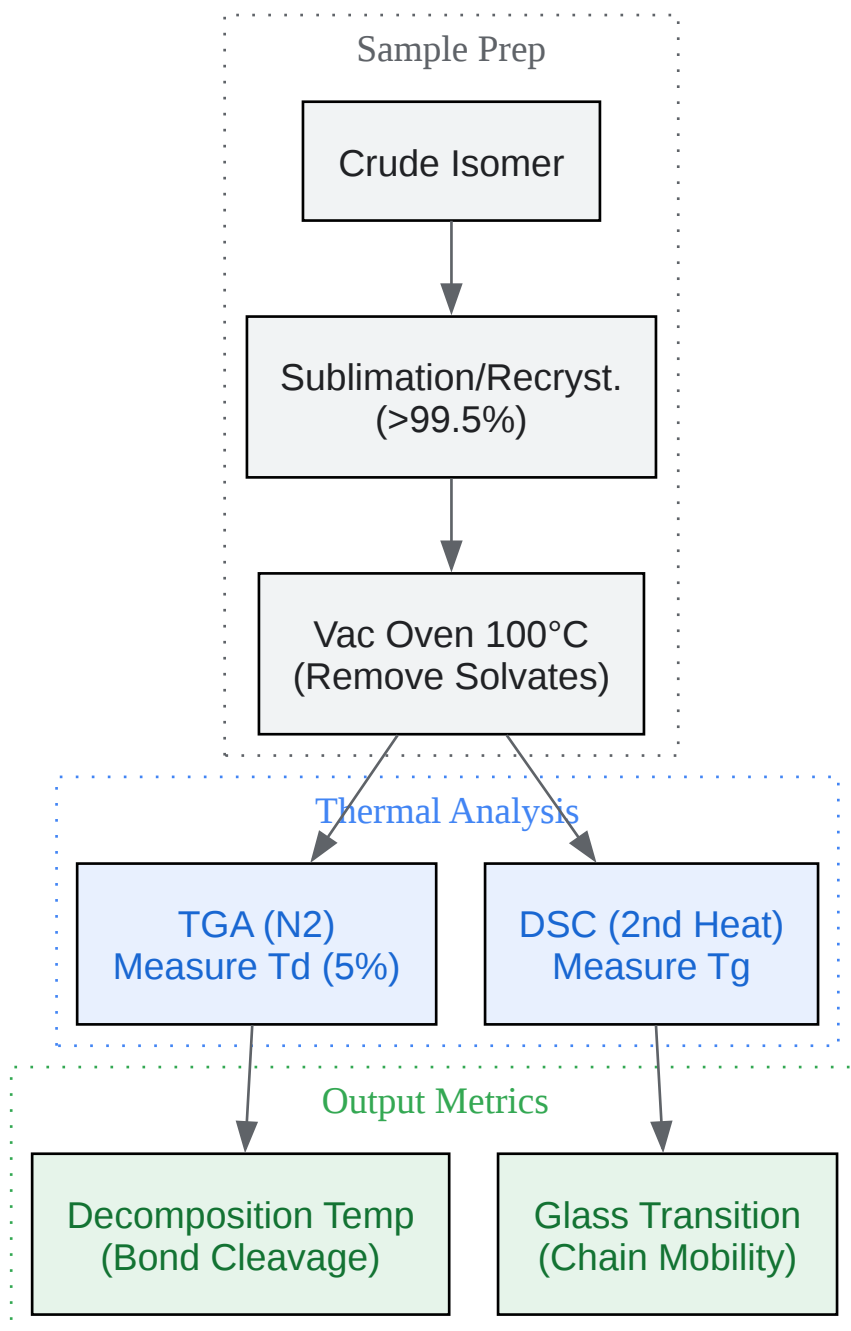 Sample Prep
Crude Isomer
Sublimation/Recryst.
(>99.5%)
Vac Oven 100°C
(Remove Solvates)
Thermal Analysis
TGA (N2)
Measure Td (5%)
DSC (2nd Heat)
Measure Tg
Output Metrics
Decomposition Temp
(Bond Cleavage)
Glass Transition
(Chain Mobility)